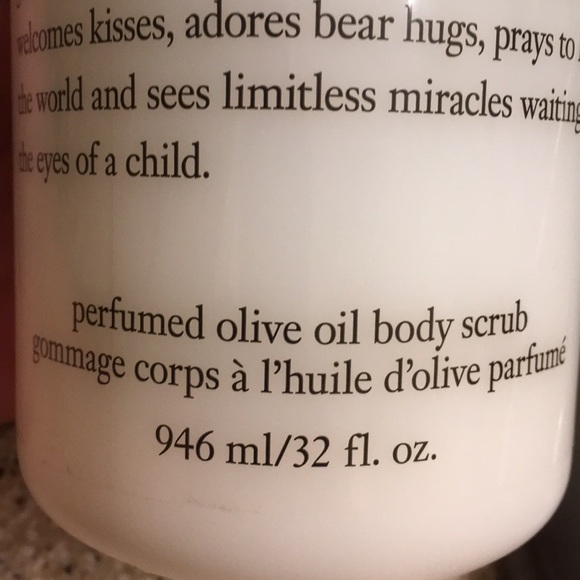 welcomes kisses, adores bear hugs, prays to
the world and sees limitless miracles waiting
the eyes of a child.
perfumed olive oil body scrub
gommage corps à l'huile d'olive parfumé
946 ml/32 fl. oz.